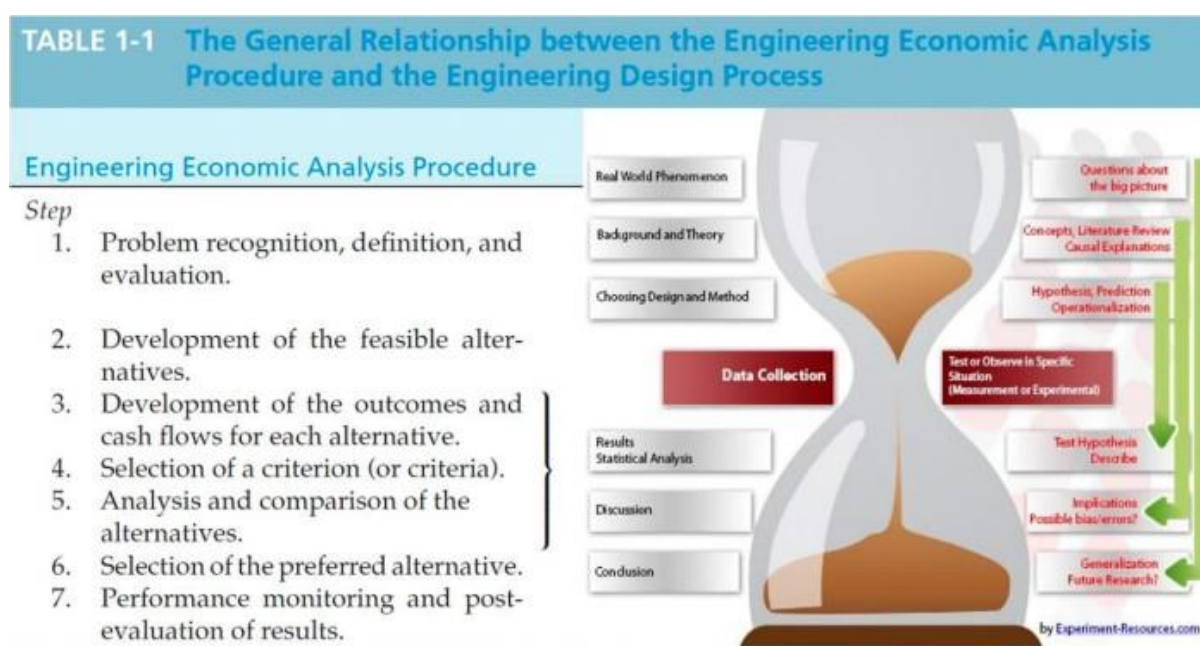 TABLE 1-1 The General Relationship between the Engineering Economic Analysis
Procedure and the Engineering Design Process
Engineering Economic Analysis Procedure
Step
1. Problem recognition, definition, and
evaluation.
2. Development of the feasible alter-
natives.
3. Development of the outcomes and
cash flows for each alternative.
4. Selection of a criterion (or criteria).
5. Analysis and comparison of the
alternatives.
6. Selection of the preferred alternative.
7. Performance monitoring and post-
evaluation of results.
Real World Phenomenon
Questions about
the big picture
Background and Theory
Concepts, Literature Review
Causal Explanations
Choosing Design and Method
Hypothesis, Prediction
Operationalization
Data Collection
Test or Observe in Specific
Situation
(Measurement or Experimental)
Results
Statistical Analysis
Test Hypothesis
Describe
Discussion
Implications
Possible bias/errors?
Conclusion
Generalization
Future Research?
by Experiment-Resources.com